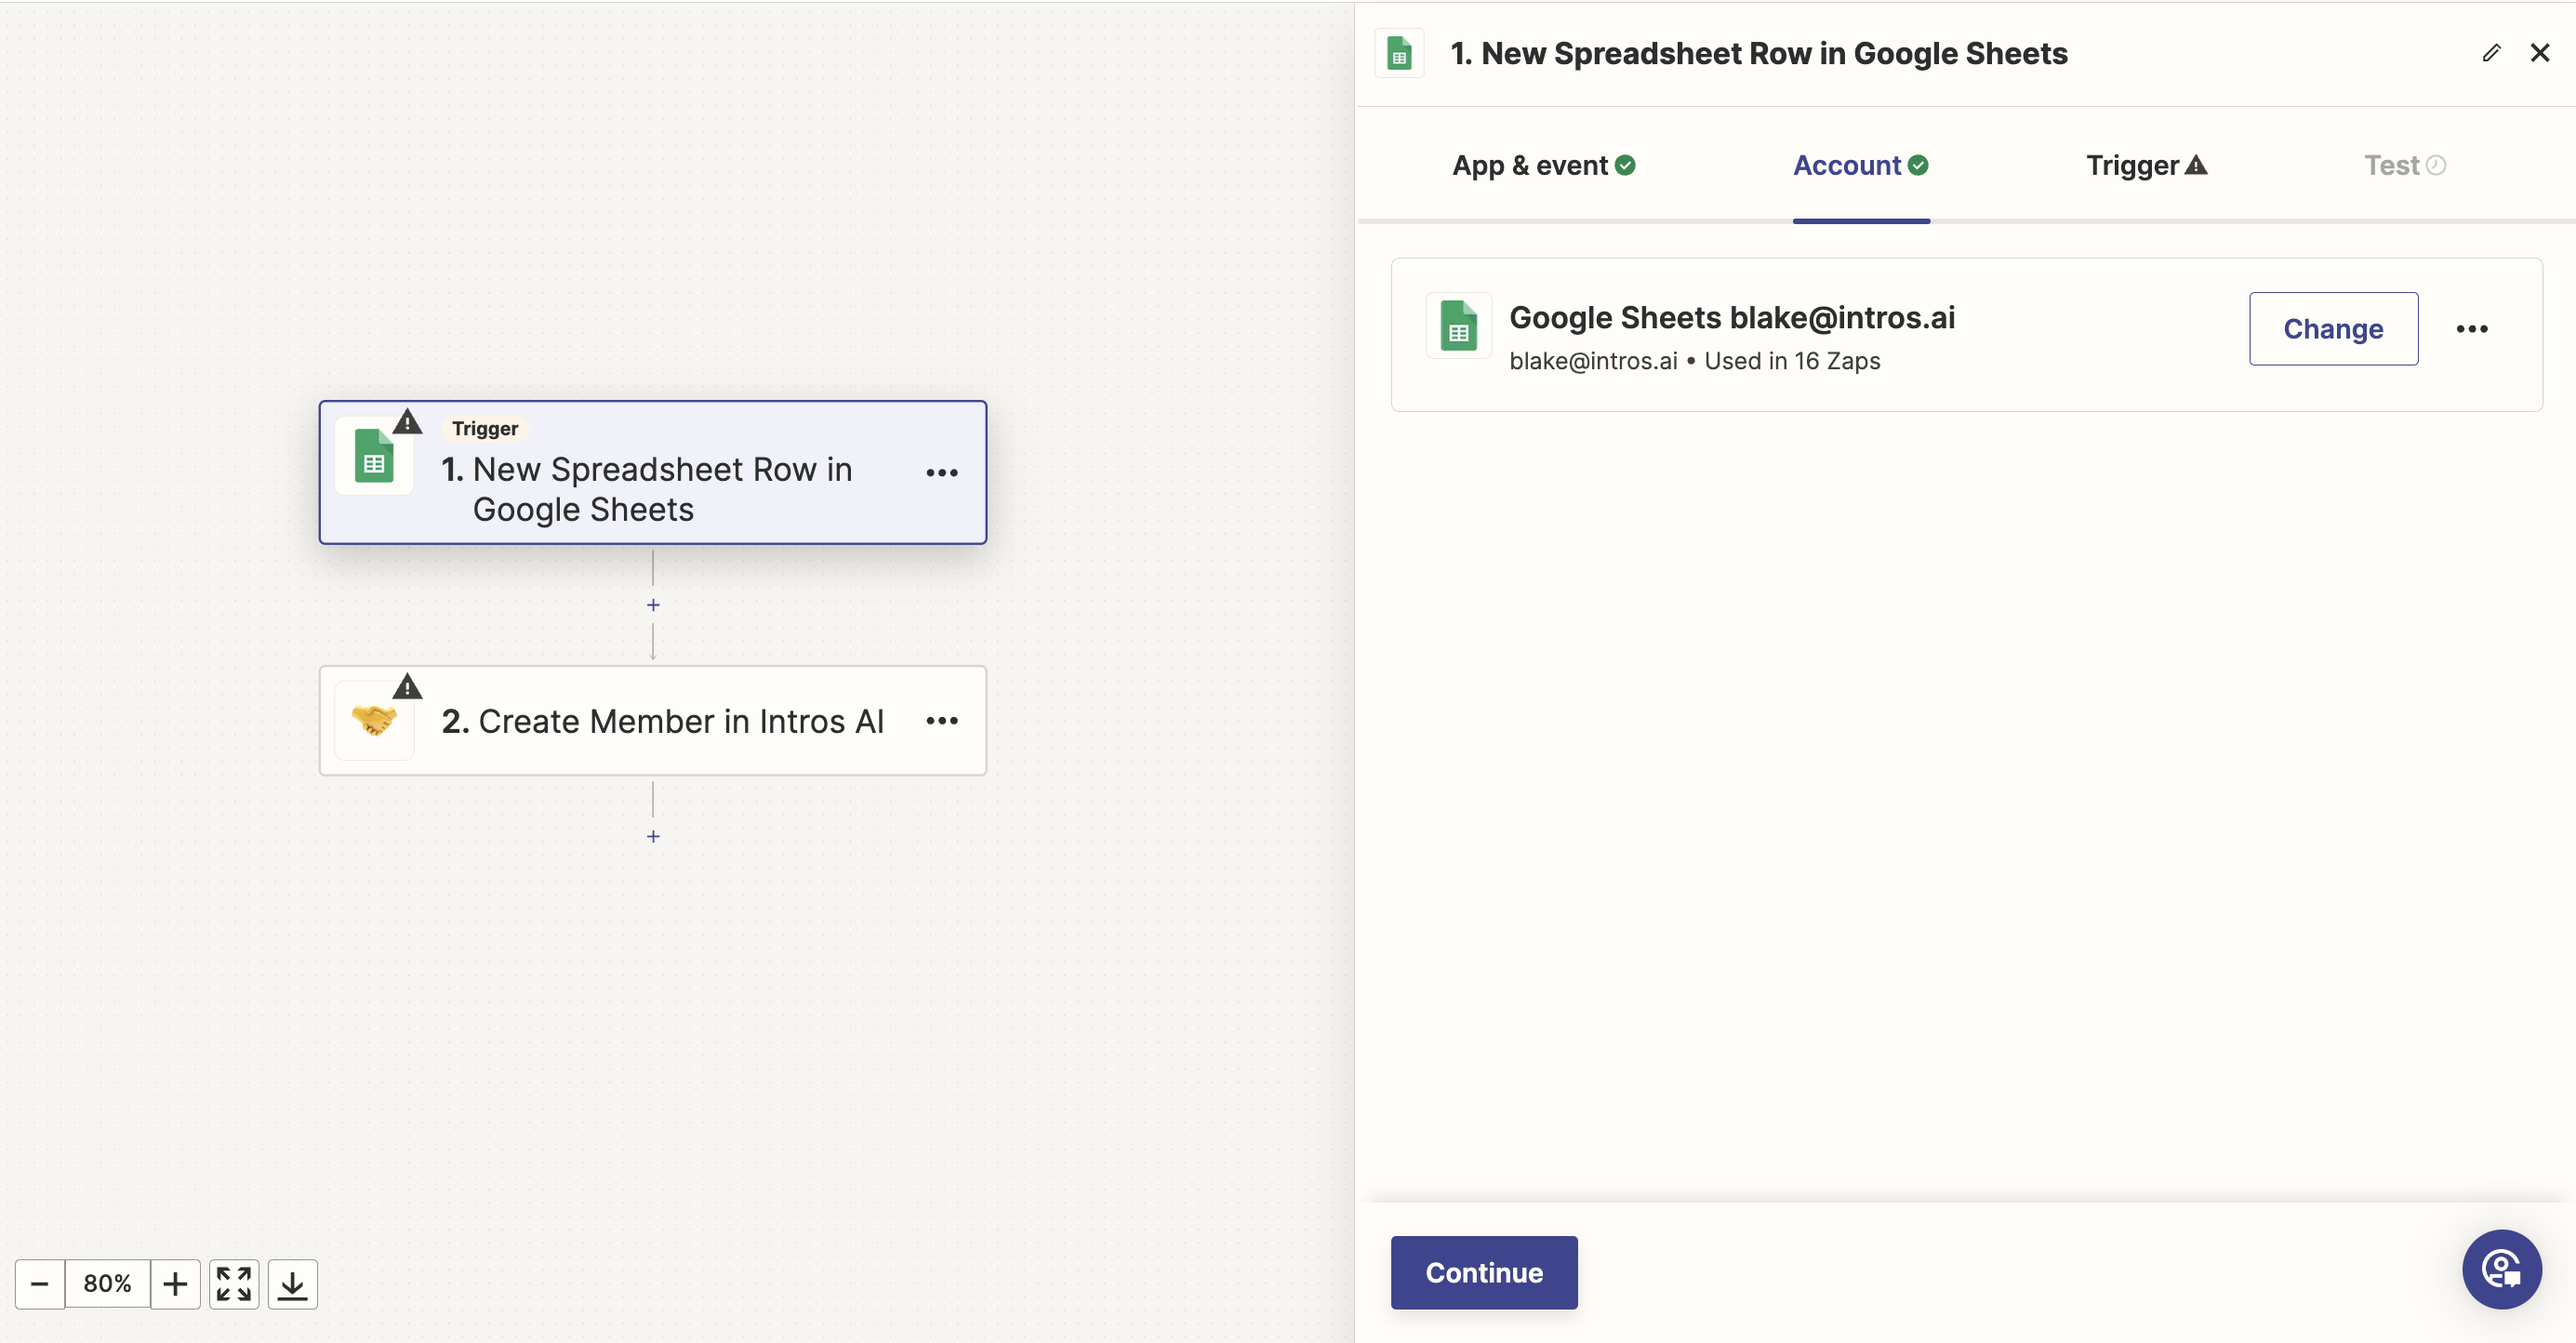 1. New Spreadsheet Row in Google Sheets
App & event
Account
Trigger
Test
Google Sheets blake@intros.ai
blake@intros.ai • Used in 16 Zaps
Change
Trigger
1. New Spreadsheet Row in
Google Sheets
2. Create Member in Intros AI
80%
Continue